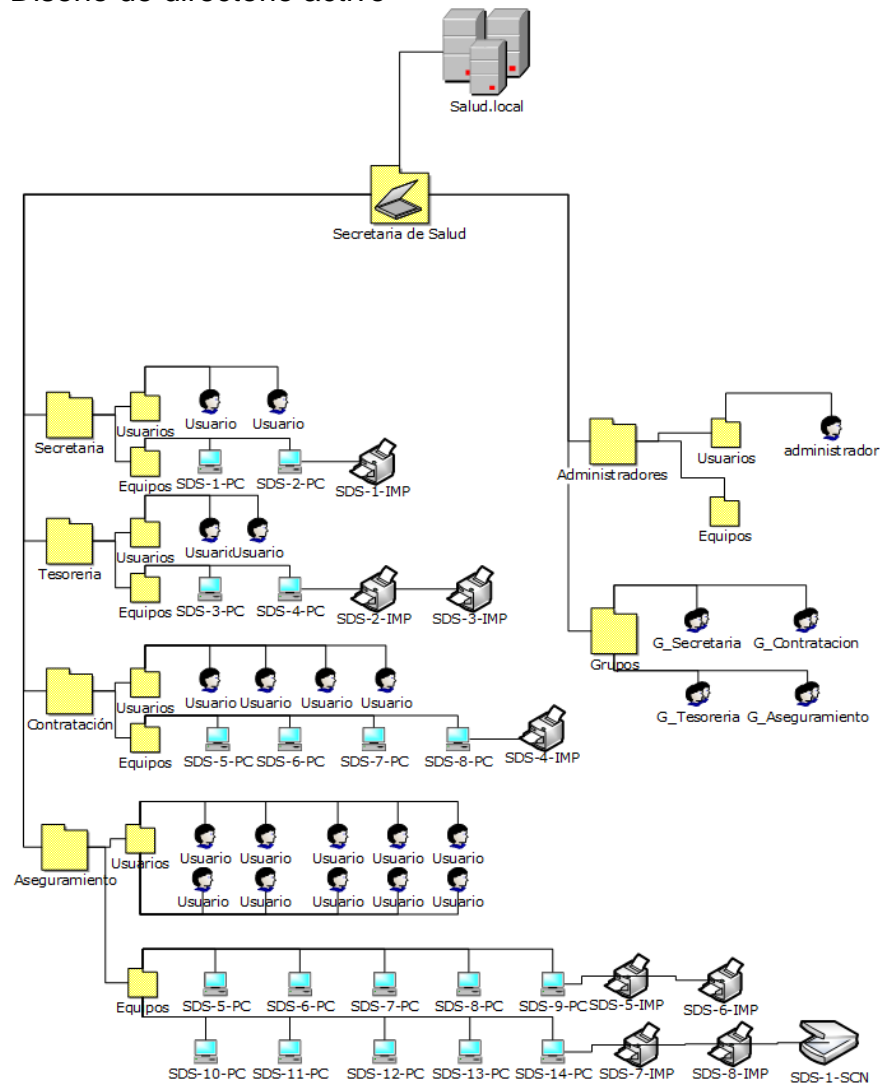 Diseño de directorio activo
Salud.local
Secretaria de Salud
Secretaria
Usuarios
Usuario
Usuario
Equipos
SDS-1-PC
SDS-2-PC
SDS-1-IMP
Tesoreria
Usuarios
Usuario
Usuario
Equipos
SDS-3-PC
SDS-4-PC
SDS-2-IMP
SDS-3-IMP
Contratación
Usuarios
Usuario
Usuario
Usuario
Usuario
Equipos
SDS-5-PC
SDS-6-PC
SDS-7-PC
SDS-8-PC
SDS-4-IMP
Aseguramiento
Usuarios
Usuario
Usuario
Usuario
Usuario
Usuario
Usuario
Usuario
Usuario
Usuario
Usuario
Equipos
SDS-5-PC
SDS-6-PC
SDS-7-PC
SDS-8-PC
SDS-9-PC
SDS-5-IMP
SDS-6-IMP
SDS-10-PC
SDS-11-PC
SDS-12-PC
SDS-13-PC
SDS-14-PC
SDS-7-IMP
SDS-8-IMP
SDS-1-SCN
Administradores
Usuarios
administrador
Equipos
Grupos
G_Secretaria
G_Contratacion
G_Tesoreria
G_Aseguramiento